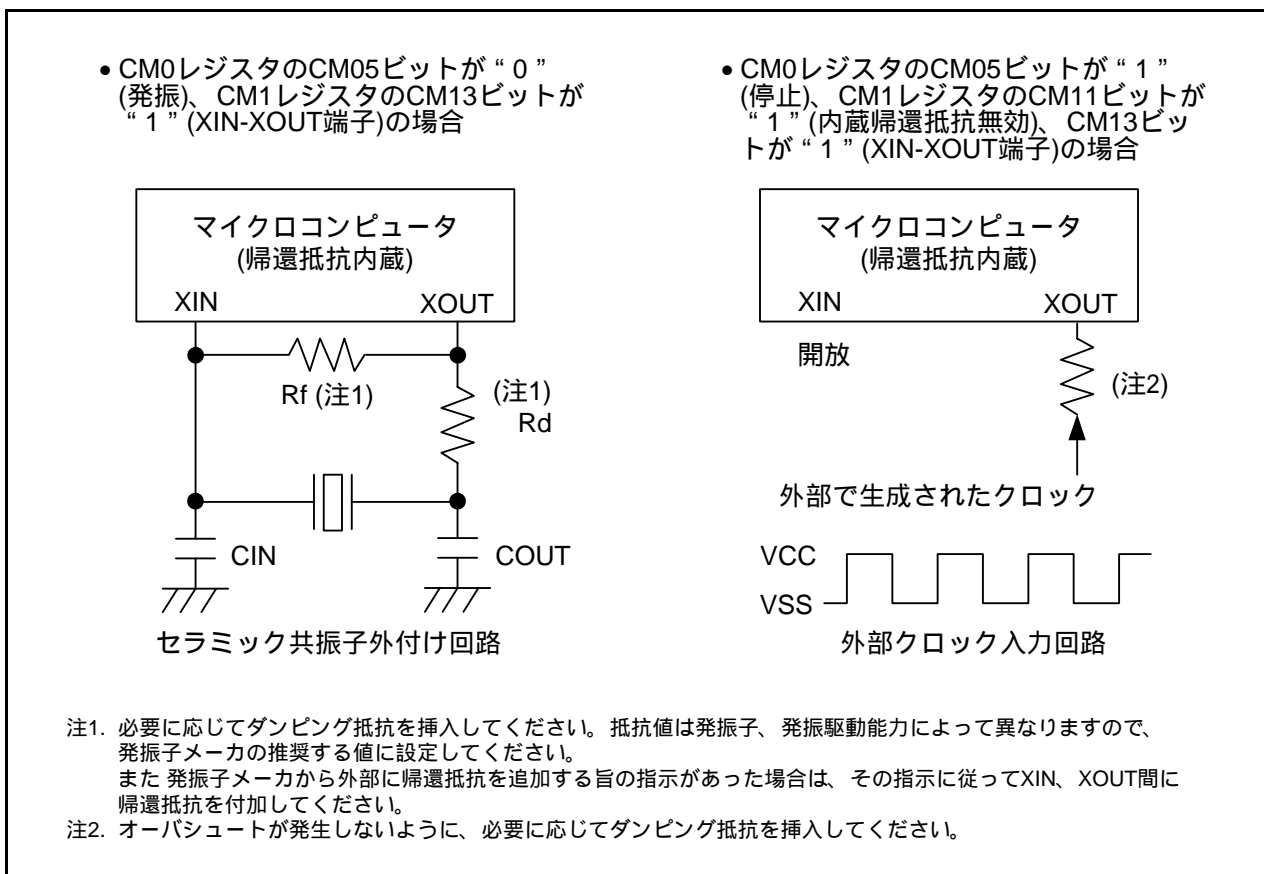 • CM0レジスタのCM05ビットが“0”
(発振)、CM1レジスタのCM13ビットが
“1”(XIN-XOUT端子)の場合
マイクロコンピュータ
(帰還抵抗内蔵)
XIN
XOUT
Rf (注1)
(注1)
Rd
CIN
COUT
セラミック共振子外付け回路
• CM0レジスタのCM05ビットが“1”
(停止)、CM1レジスタのCM11ビットが
“1”(内蔵帰還抵抗無効)、CM13ビッ
トが“1”(XIN-XOUT端子)の場合
マイクロコンピュータ
(帰還抵抗内蔵)
XIN
XOUT
開放
(注2)
外部で生成されたクロック
VCC
VSS
外部クロック入力回路
注1. 必要に応じてダンピング抵抗を挿入してください。抵抗値は発振子、発振駆動能力によって異なりますので、
発振子メーカの推奨する値に設定してください。
また 発振子メーカから外部に帰還抵抗を追加する旨の指示があった場合は、その指示に従ってXIN、XOUT間に
帰還抵抗を付加してください。
注2. オーバシュートが発生しないように、必要に応じてダンピング抵抗を挿入してください。